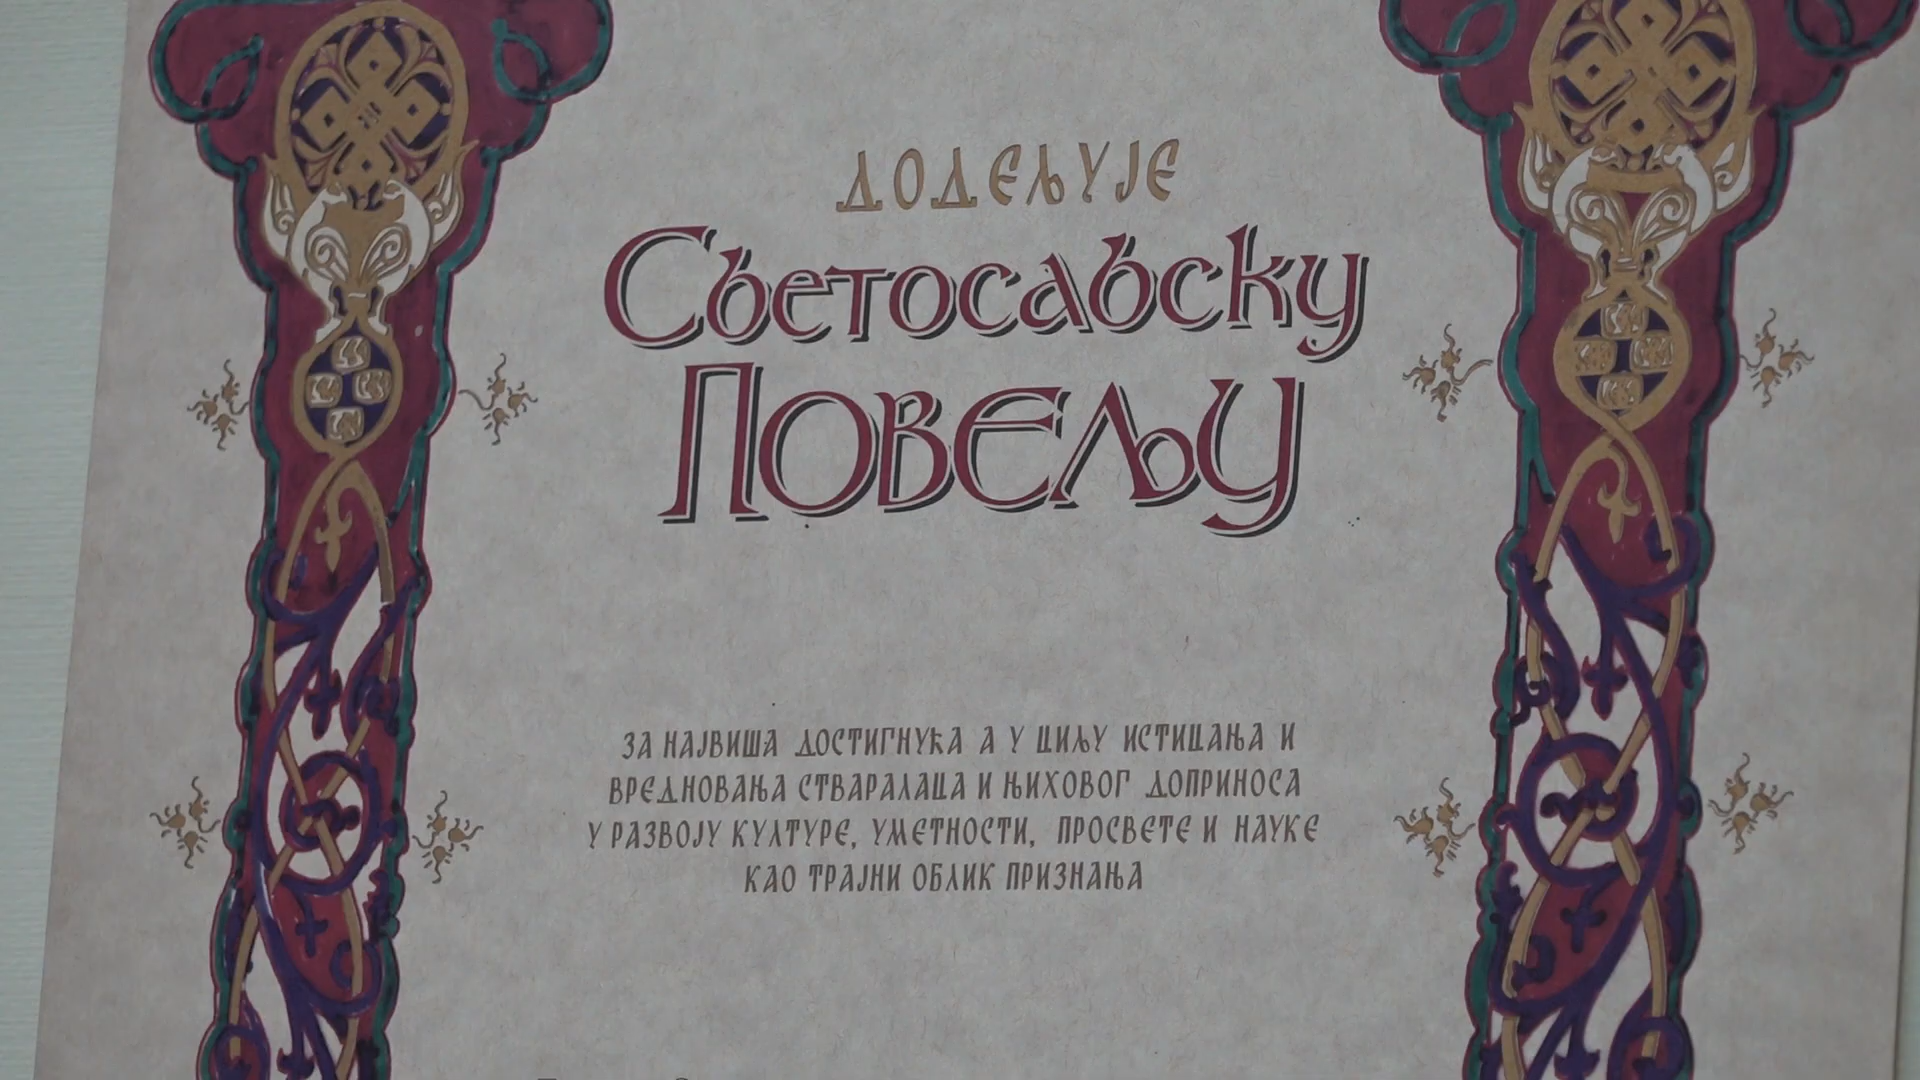 ДОДЕЉУЈЕ
Светосавску
ПОВЕЉУ
ЗА НАЈВИША ДОСТИГНУЋА А У ЦИЉУ ИСТИЦАЊА И
ВРЕДНОВАЊА СТВАРАЛАЦА И ЊИХОВОГ ДОПРИНОСА
У РАЗВОЈУ КУЛТУРЕ, УМЕТНОСТИ, ПРОСВЕТЕ И НАУКЕ
КАО ТРАЈНИ ОБЛИК ПРИЗНАЊА